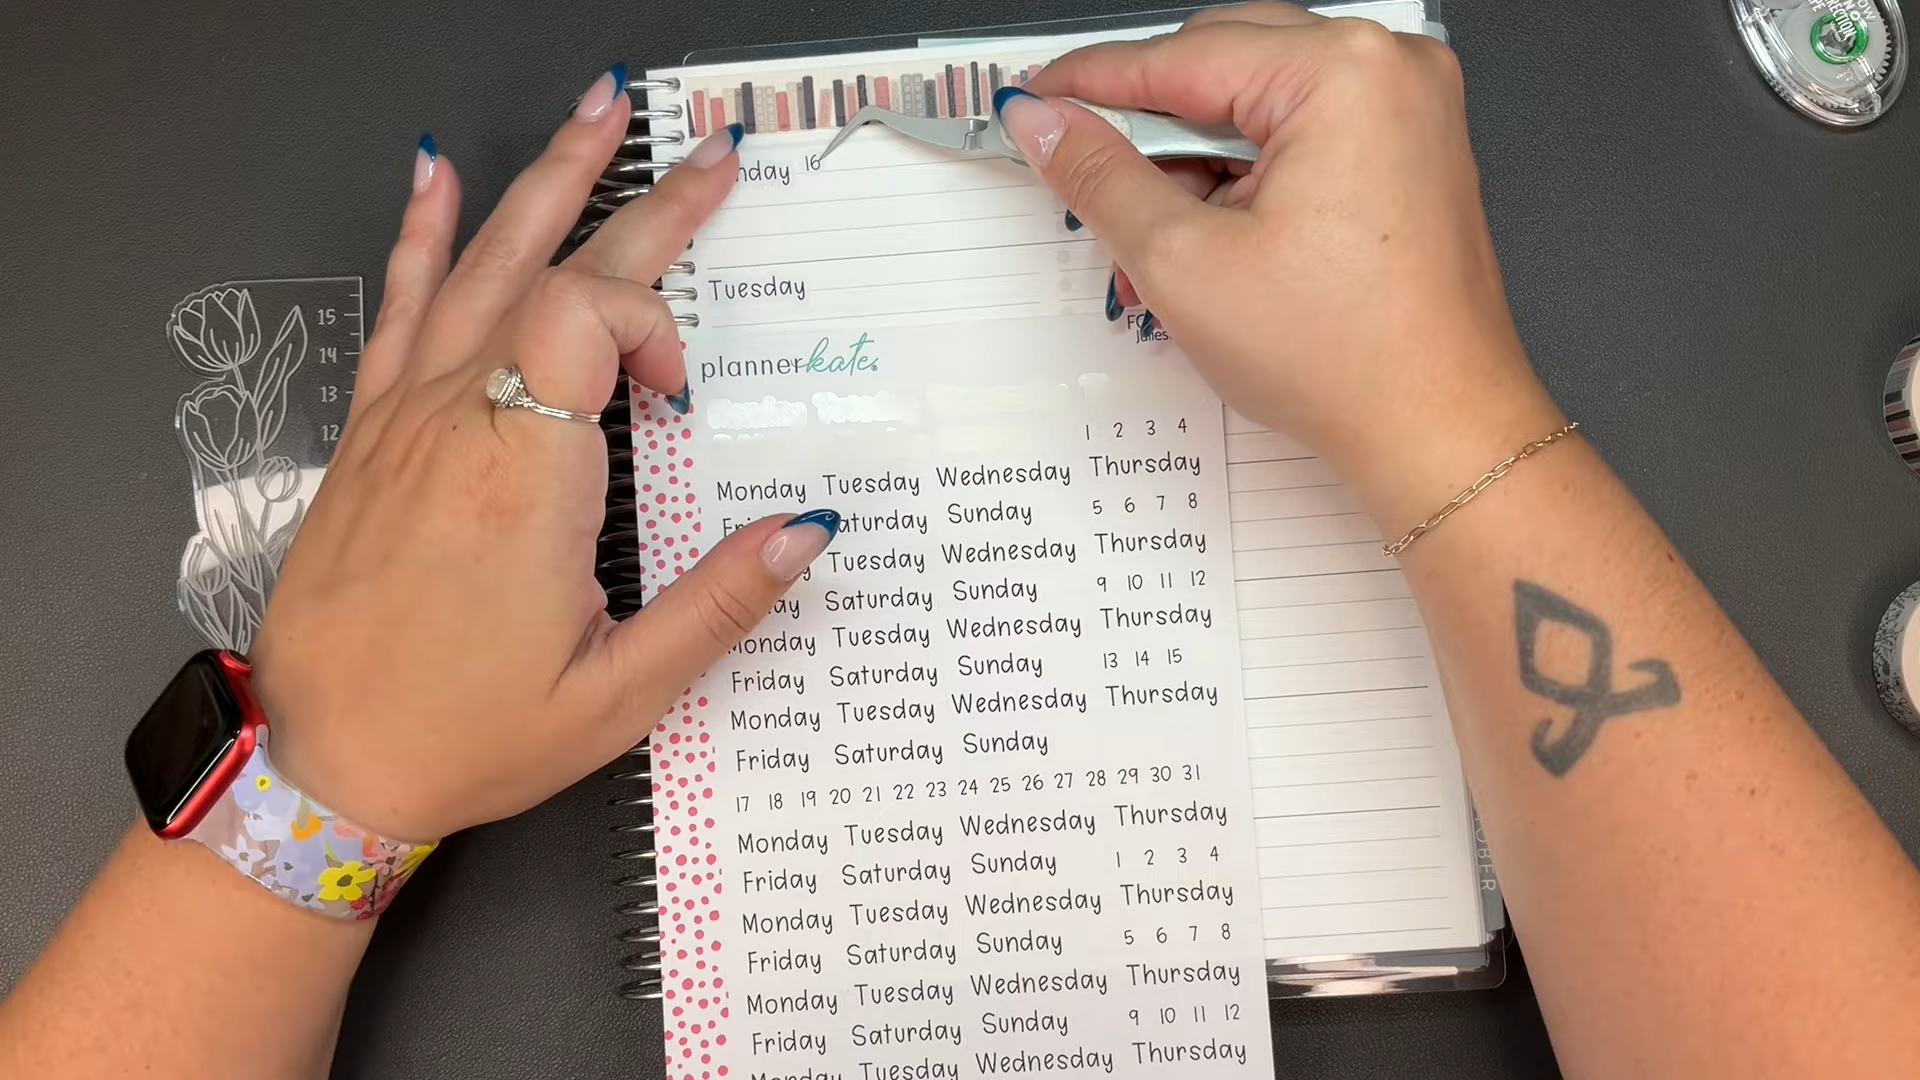 16
Tuesday
plannerkate®
1 2 3 4
Monday Tuesday Wednesday Thursday
Saturday Sunday 5 6 7 8
Tuesday Wednesday Thursday
Saturday Sunday 9 10 11 12
Monday Tuesday Wednesday Thursday
Friday Saturday Sunday 13 14 15
Monday Tuesday Wednesday Thursday
Friday Saturday Sunday
17 18 19 20 21 22 23 24 25 26 27 28 29 30 31
Monday Tuesday Wednesday Thursday
Friday Saturday Sunday 1 2 3 4
Monday Tuesday Wednesday Thursday
Friday Saturday Sunday 5 6 7 8
Monday Tuesday Wednesday Thursday
Friday Saturday Sunday 9 10 11 12
Monday Tuesday Wednesday Thursday
15
14
13
12